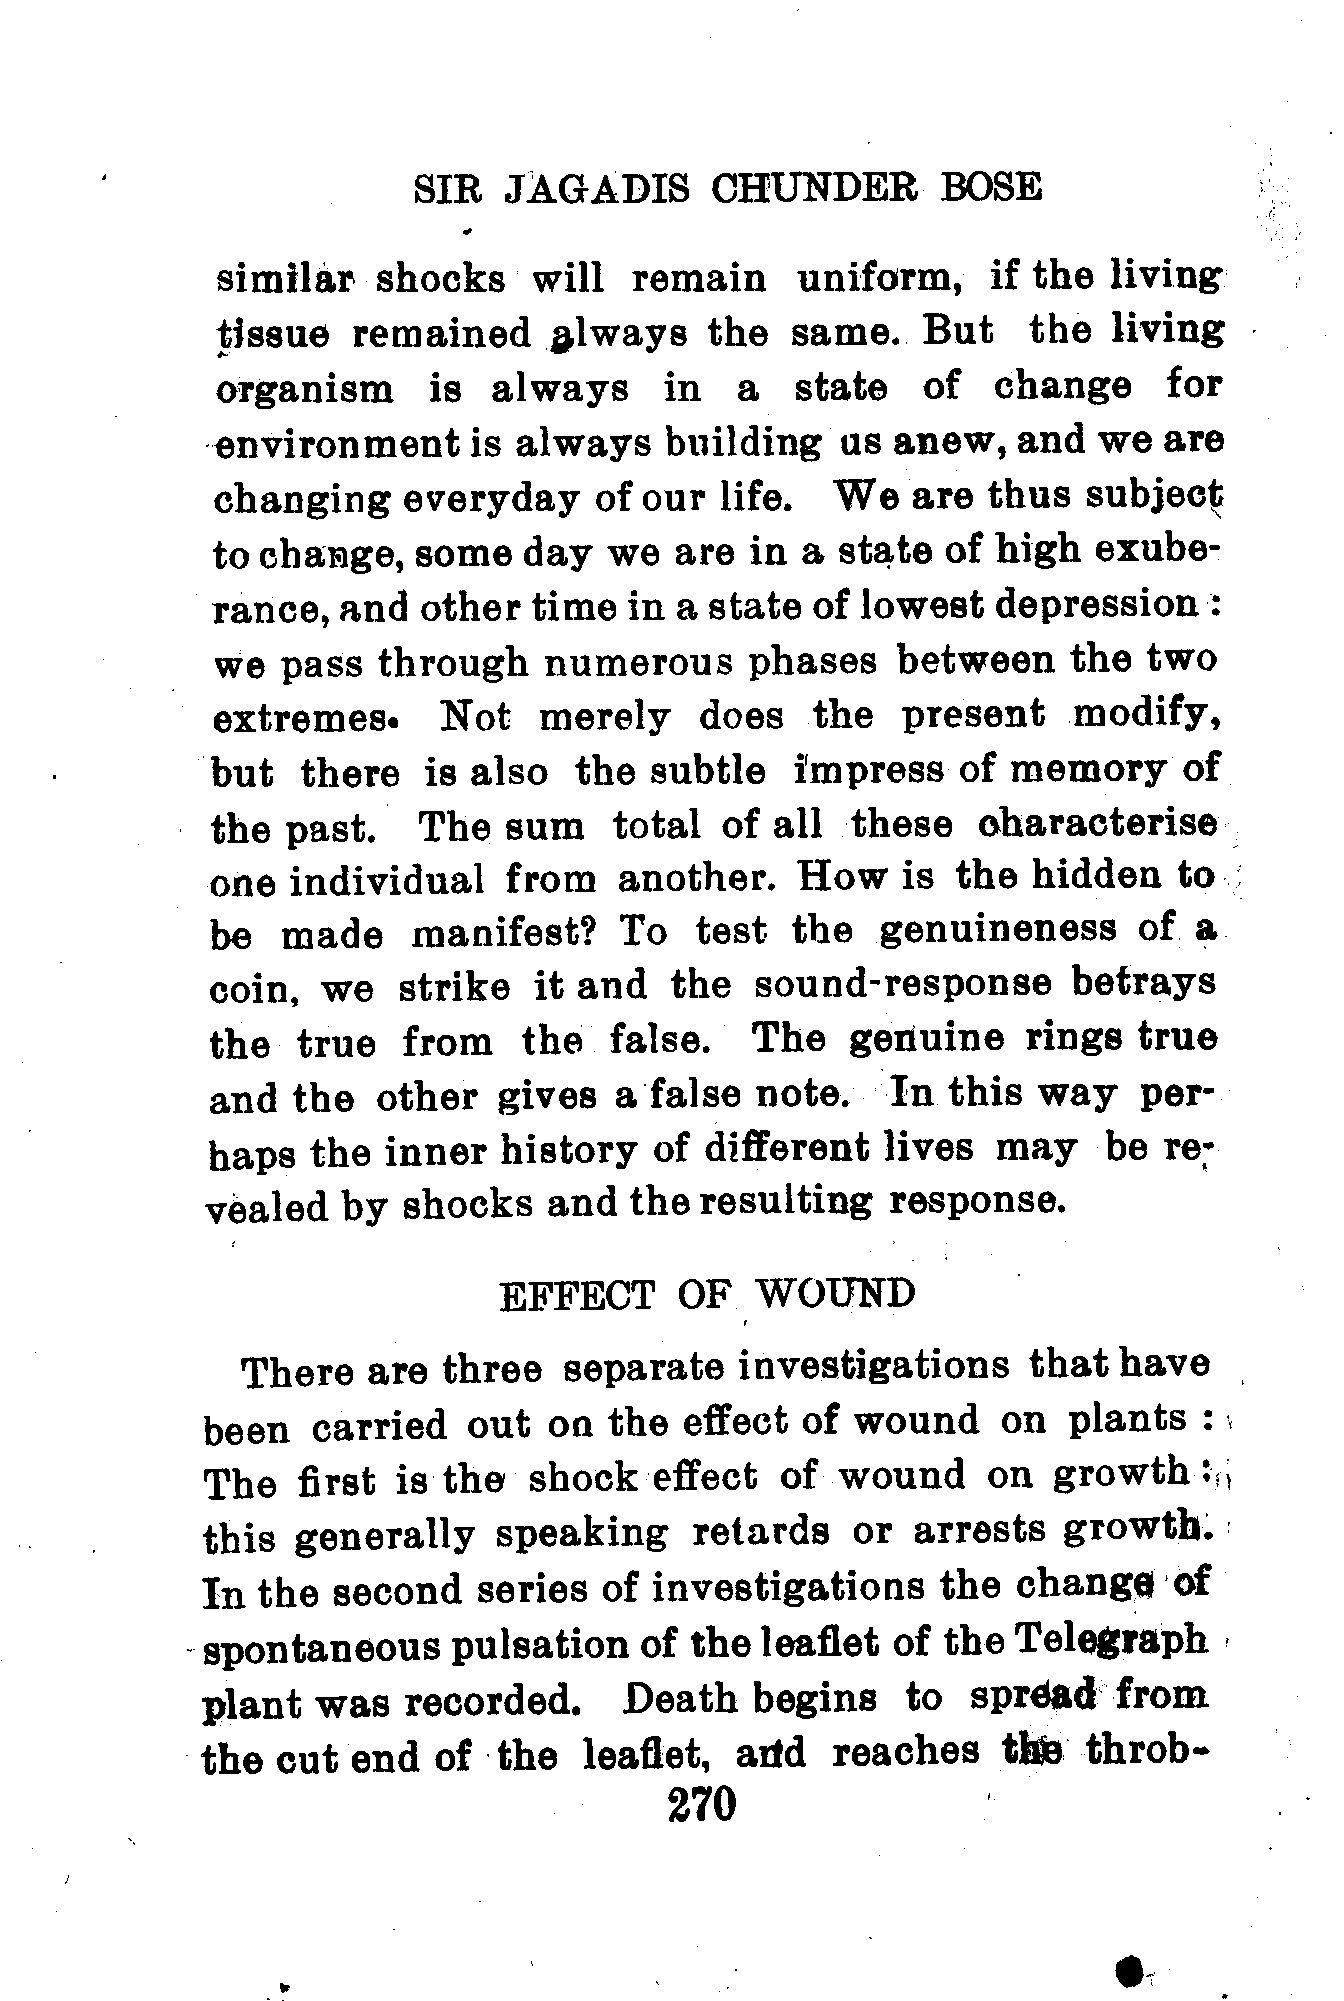 SIR JAGADIS CHUNDER BOSE
similar shocks will remain uniform, if the living
tissue remained always the same. But the living
organism is always in a state of change for
environment is always building us anew, and we are
changing everyday of our life. We are thus subject
to change, some day we are in a state of high exube-
rance, and other time in a state of lowest depression :
we pass through numerous phases between the two
extremes. Not merely does the present modify,
but there is also the subtle impress of memory of
the past. The sum total of all these characterise
one individual from another. How is the hidden to
be made manifest? To test the genuineness of a
coin, we strike it and the sound-response betrays
the true from the false. The genuine rings true
and the other gives a false note. In this way per-
haps the inner history of different lives may be re-
vealed by shocks and the resulting response.
EFFECT OF WOUND
There are three separate investigations that have
been carried out on the effect of wound on plants :
The first is the shock effect of wound on growth :
this generally speaking retards or arrests growth.
In the second series of investigations the change of
spontaneous pulsation of the leaflet of the Telegraph
plant was recorded. Death begins to spread from
the cut end of the leaflet, and reaches the throb-
270